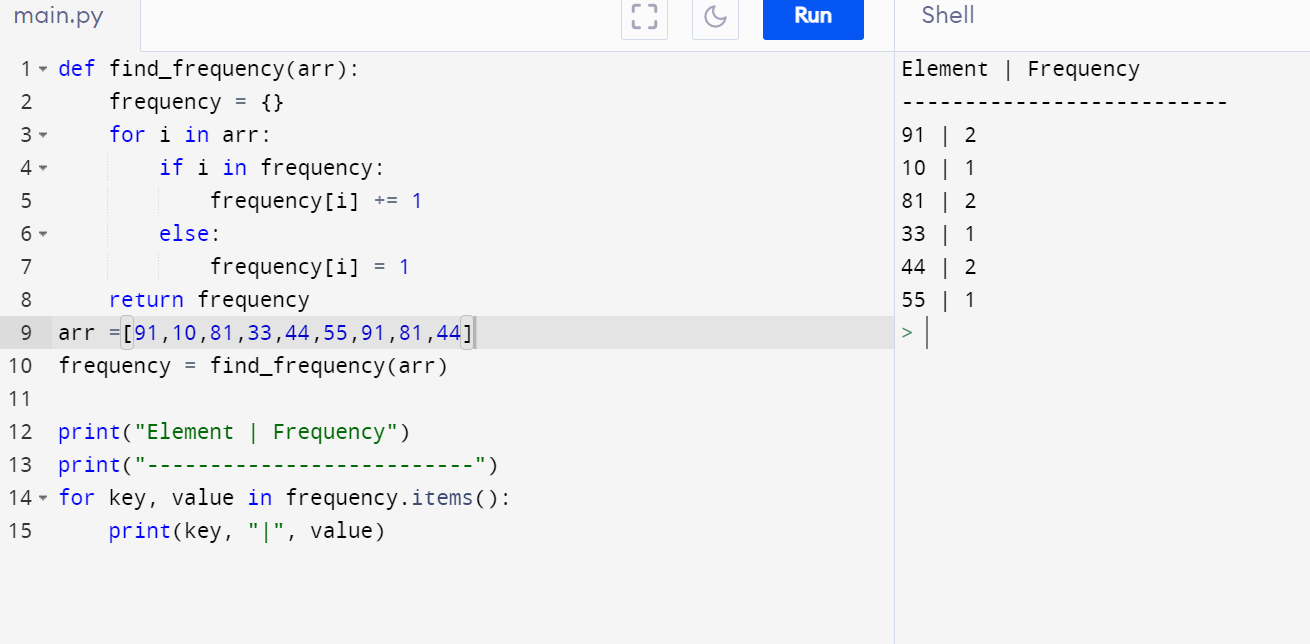 main.py
Run
Shell
1 def find_frequency(arr):
2     frequency = {}
3     for i in arr:
4         if i in frequency:
5             frequency[i] += 1
6         else:
7             frequency[i] = 1
8     return frequency
9 arr =[91,10,81,33,44,55,91,81,44]
10 frequency = find_frequency(arr)
11
12 print("Element | Frequency")
13 print("--------------------------")
14 for key, value in frequency.items():
15     print(key, "|", value)
Element | Frequency
--------------------------
91 | 2
10 | 1
81 | 2
33 | 1
44 | 2
55 | 1
>